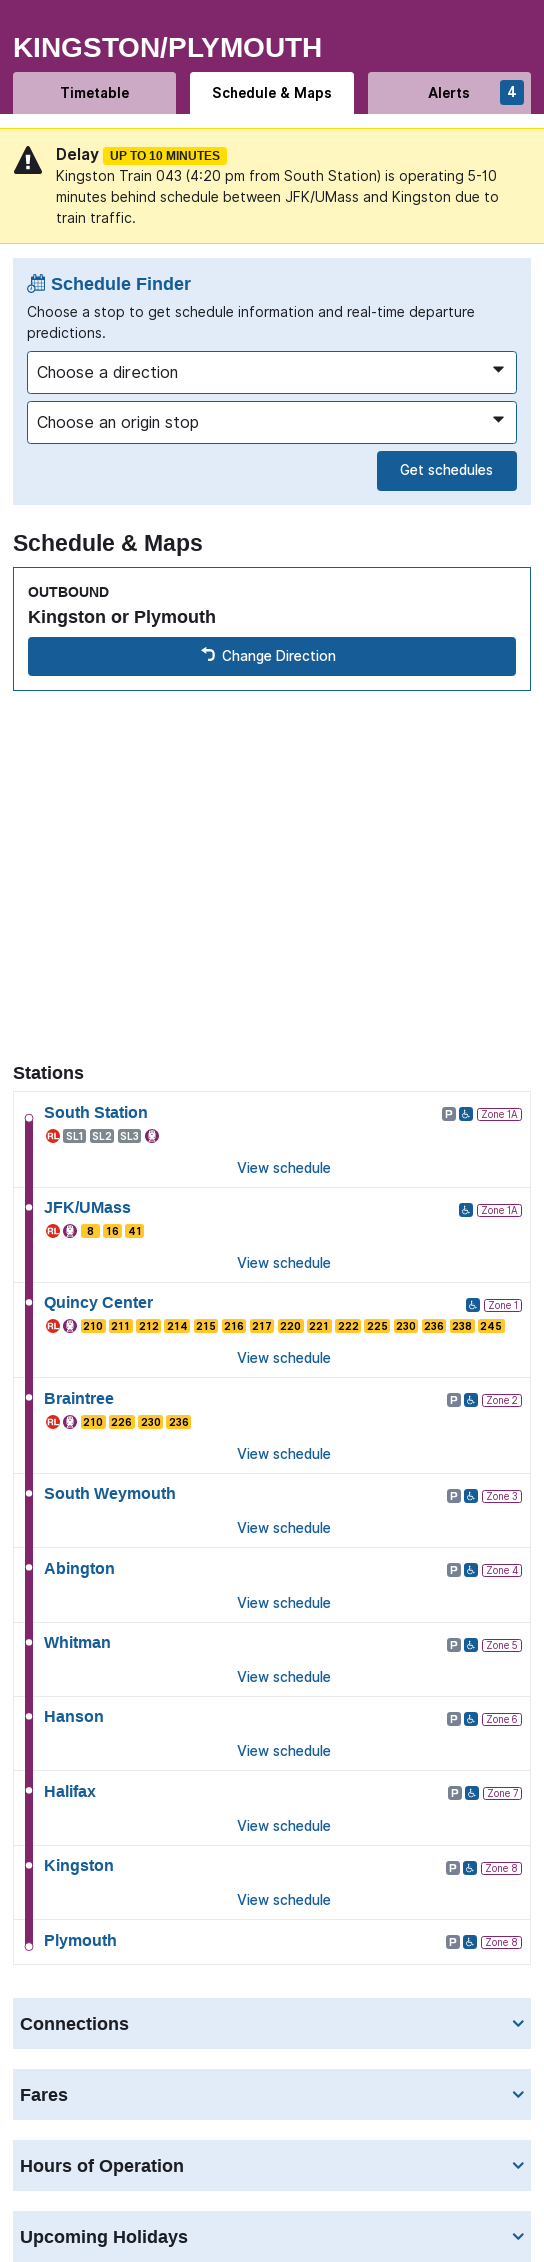 KINGSTON/PLYMOUTH
Timetable
Schedule & Maps
Alerts 4
Delay UP TO 10 MINUTES
Kingston Train 043 (4:20 pm from South Station) is operating 5-10
minutes behind schedule between JFK/UMass and Kingston due to
train traffic.
Schedule Finder
Choose a stop to get schedule information and real-time departure
predictions.
Choose a direction
Choose an origin stop
Get schedules
Schedule & Maps
OUTBOUND
Kingston or Plymouth
Change Direction
Stations
South Station P Zone 1A
RL SL1 SL2 SL3
View schedule
JFK/UMass Zone 1A
RL 8 16 41
View schedule
Quincy Center Zone 1
RL 210 211 212 214 215 216 217 220 221 222 225 230 236 238 245
View schedule
Braintree P Zone 2
RL 210 226 230 236
View schedule
South Weymouth P Zone 3
View schedule
Abington P Zone 4
View schedule
Whitman P Zone 5
View schedule
Hanson P Zone 6
View schedule
Halifax P Zone 7
View schedule
Kingston P Zone 8
View schedule
Plymouth P Zone 8
Connections
Fares
Hours of Operation
Upcoming Holidays